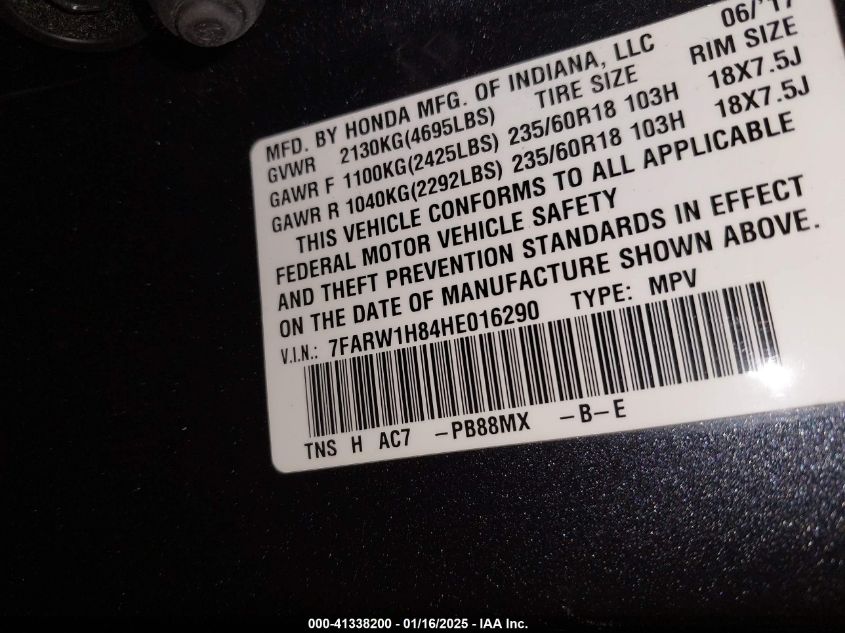 06/'17
MFD. BY HONDA MFG. OF INDIANA, LLC
GVWR 2130KG(4695LBS) TIRE SIZE RIM SIZE
GAWR F 1100KG(2425LBS) 235/60R18 103H 18X7.5J
GAWR R 1040KG(2292LBS) 235/60R18 103H 18X7.5J
THIS VEHICLE CONFORMS TO ALL APPLICABLE
FEDERAL MOTOR VEHICLE SAFETY
AND THEFT PREVENTION STANDARDS IN EFFECT
ON THE DATE OF MANUFACTURE SHOWN ABOVE.
V.I.N.: 7FARW1H84HE016290 TYPE: MPV
TNS H AC7 -PB88MX -B-E
000-41338200 - 01/16/2025 - IAA Inc.